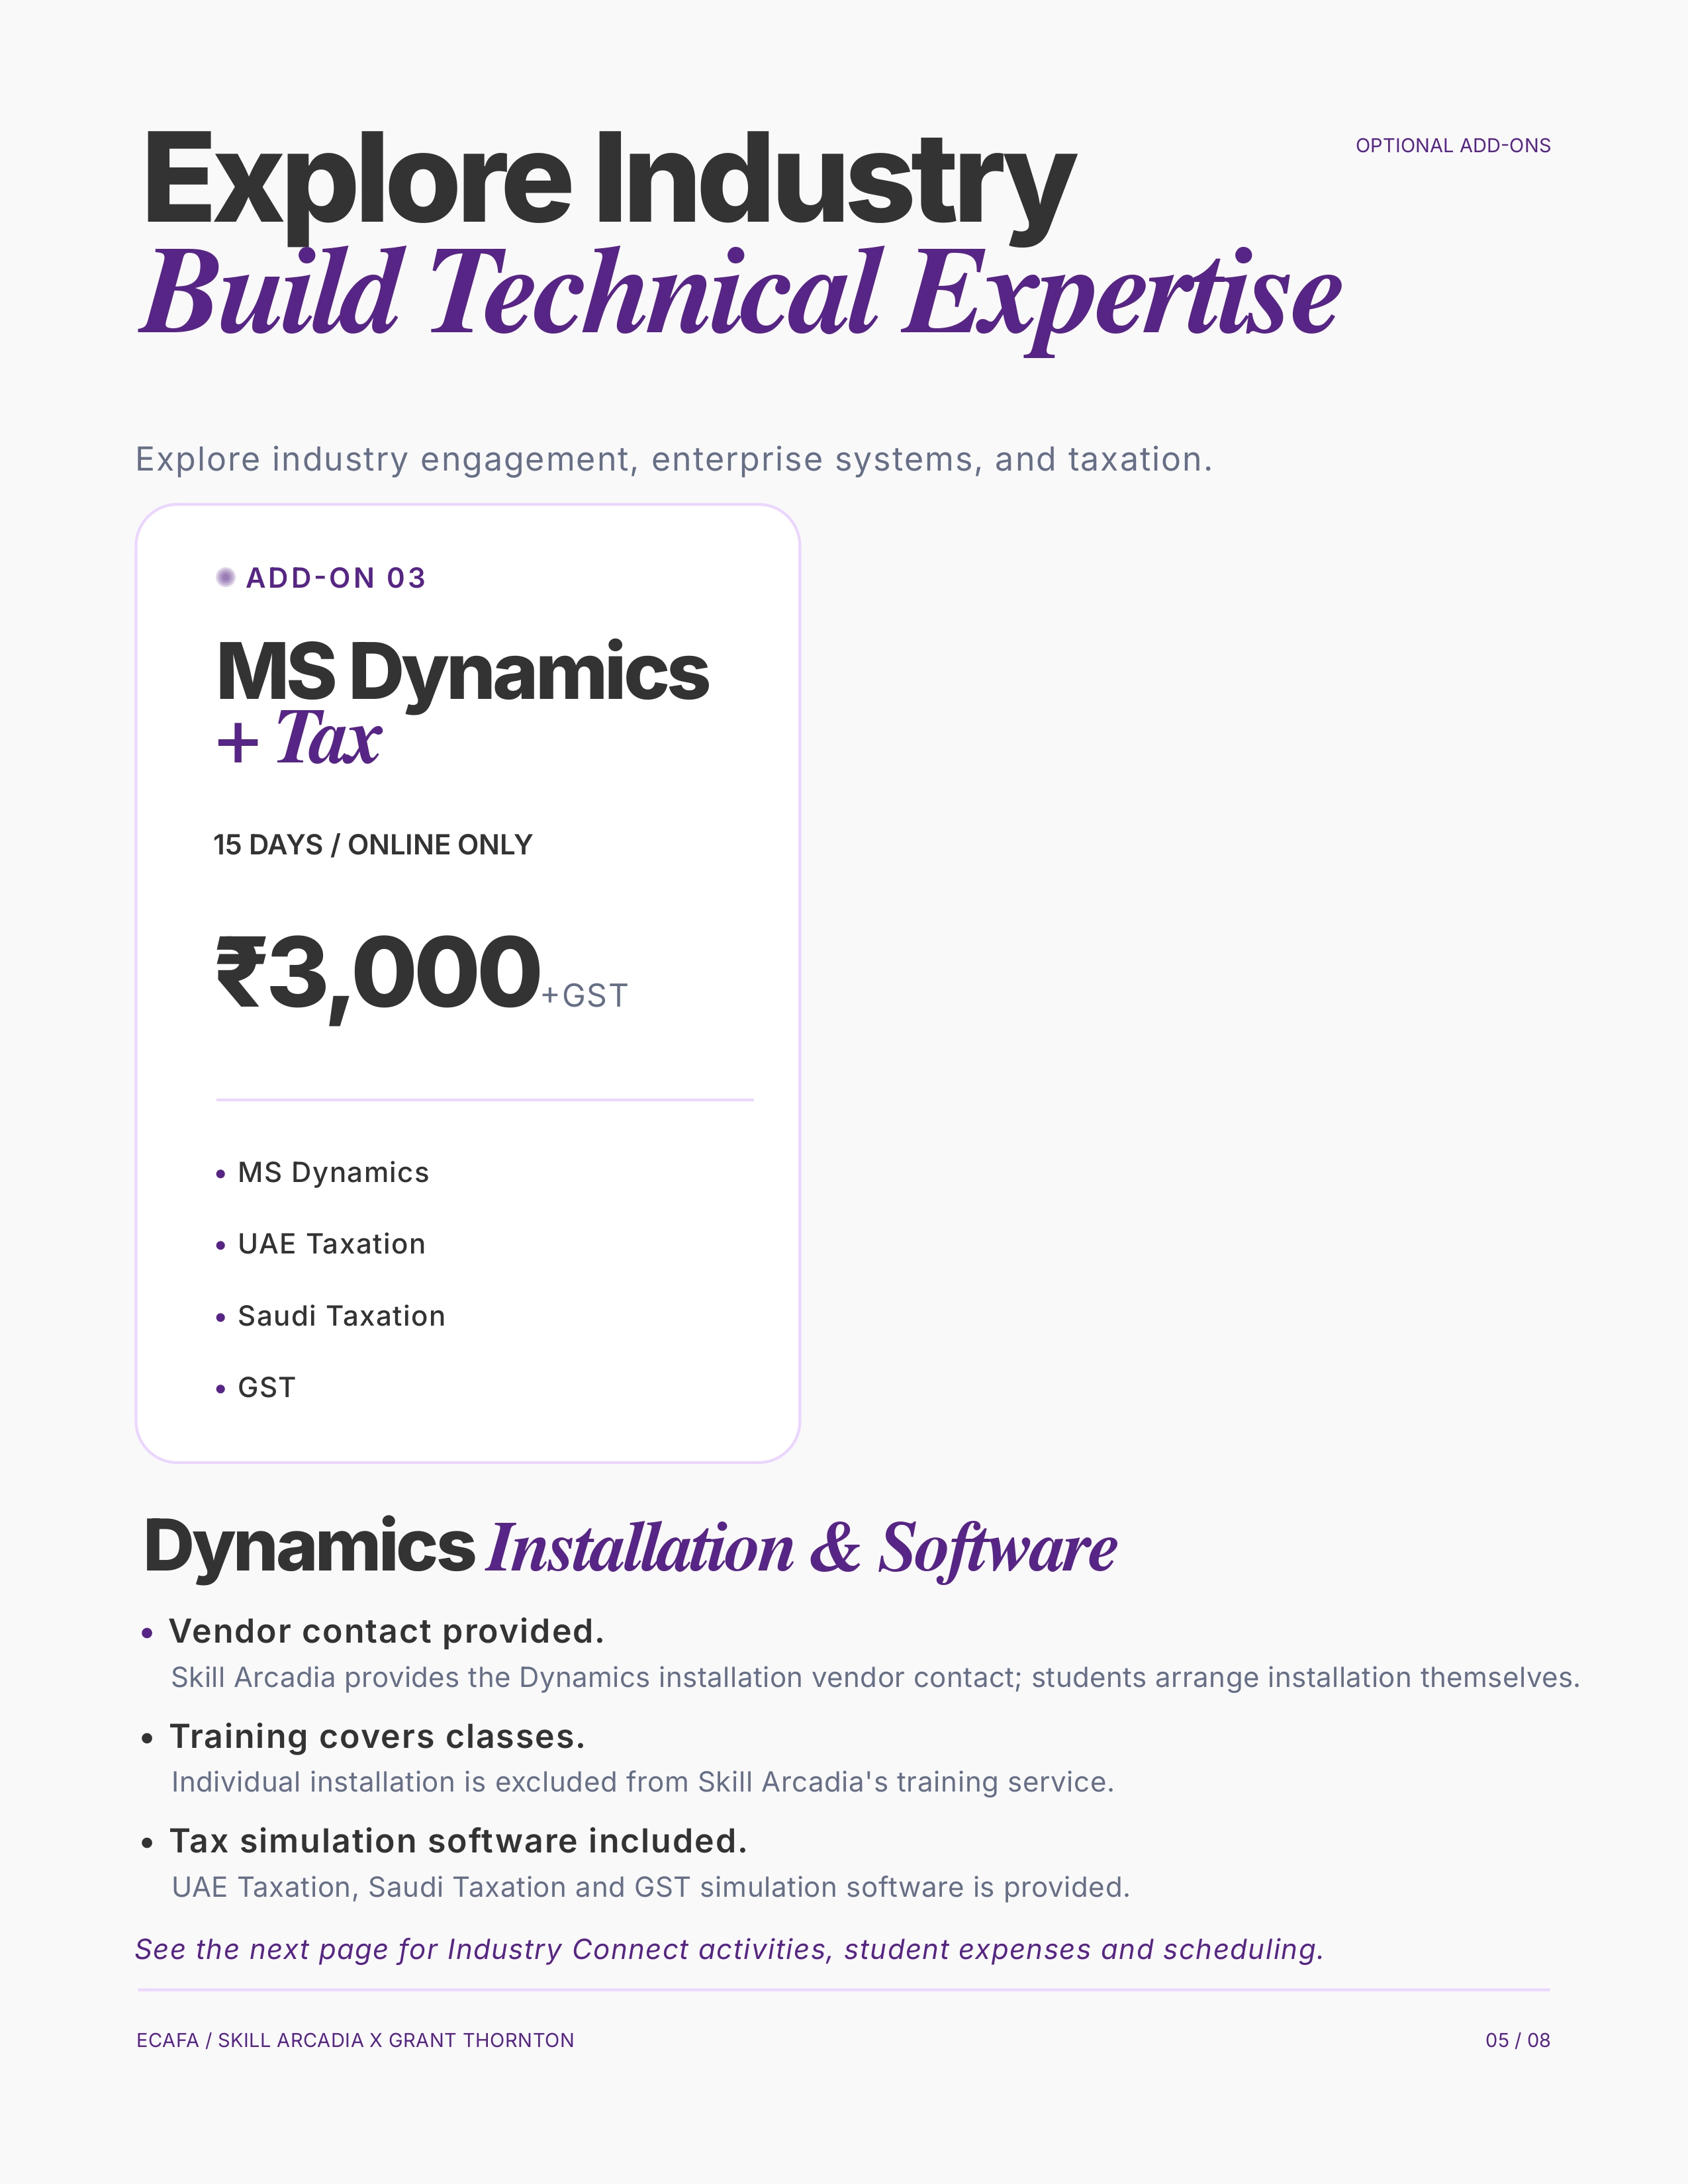 Explore Industry
OPTIONAL ADD-ONS
Build Technical Expertise
Explore industry engagement, enterprise systems, and taxation.
ADD-ON 03
MS Dynamics
+ Tax
15 DAYS / ONLINE ONLY
₹3,000+GST
• MS Dynamics
• UAE Taxation
• Saudi Taxation
• GST
Dynamics Installation & Software
• Vendor contact provided.
Skill Arcadia provides the Dynamics installation vendor contact; students arrange installation themselves.
• Training covers classes.
Individual installation is excluded from Skill Arcadia's training service.
• Tax simulation software included.
UAE Taxation, Saudi Taxation and GST simulation software is provided.
See the next page for Industry Connect activities, student expenses and scheduling.
ECAFA / SKILL ARCADIA X GRANT THORNTON
05 / 08